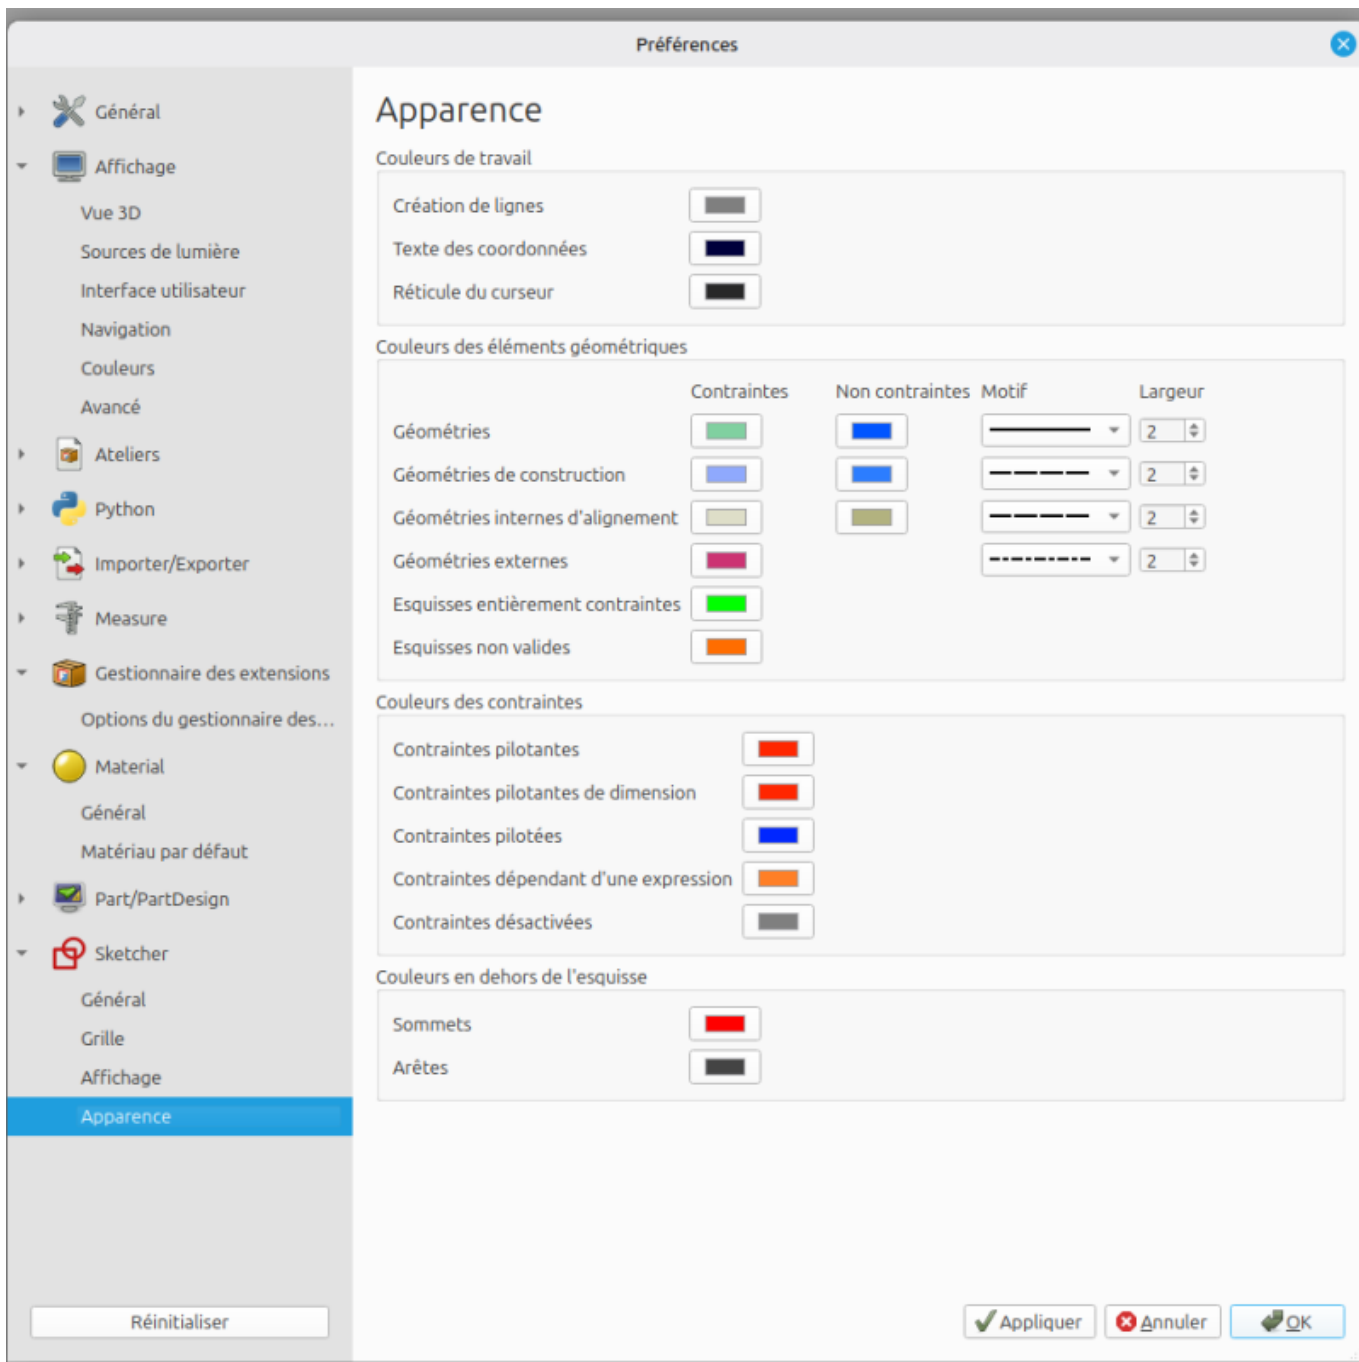 Préférences
Général
Affichage
Vue 3D
Sources de lumière
Interface utilisateur
Navigation
Couleurs
Avancé
Ateliers
Python
Importer/Exporter
Measure
Gestionnaire des extensions
Options du gestionnaire des...
Material
Général
Matériau par défaut
Part/PartDesign
Sketcher
Général
Grille
Affichage
Apparence
Réinitialiser
Apparence
Couleurs de travail
Création de lignes
Texte des coordonnées
Réticule du curseur
Couleurs des éléments géométriques
Contraintes Non contraintes Motif Largeur
Géométries 2
Géométries de construction 2
Géométries internes d'alignement 2
Géométries externes 2
Esquisses entièrement contraintes
Esquisses non valides
Couleurs des contraintes
Contraintes pilotantes
Contraintes pilotantes de dimension
Contraintes pilotées
Contraintes dépendant d'une expression
Contraintes désactivées
Couleurs en dehors de l'esquisse
Sommets
Arêtes
Appliquer Annuler OK